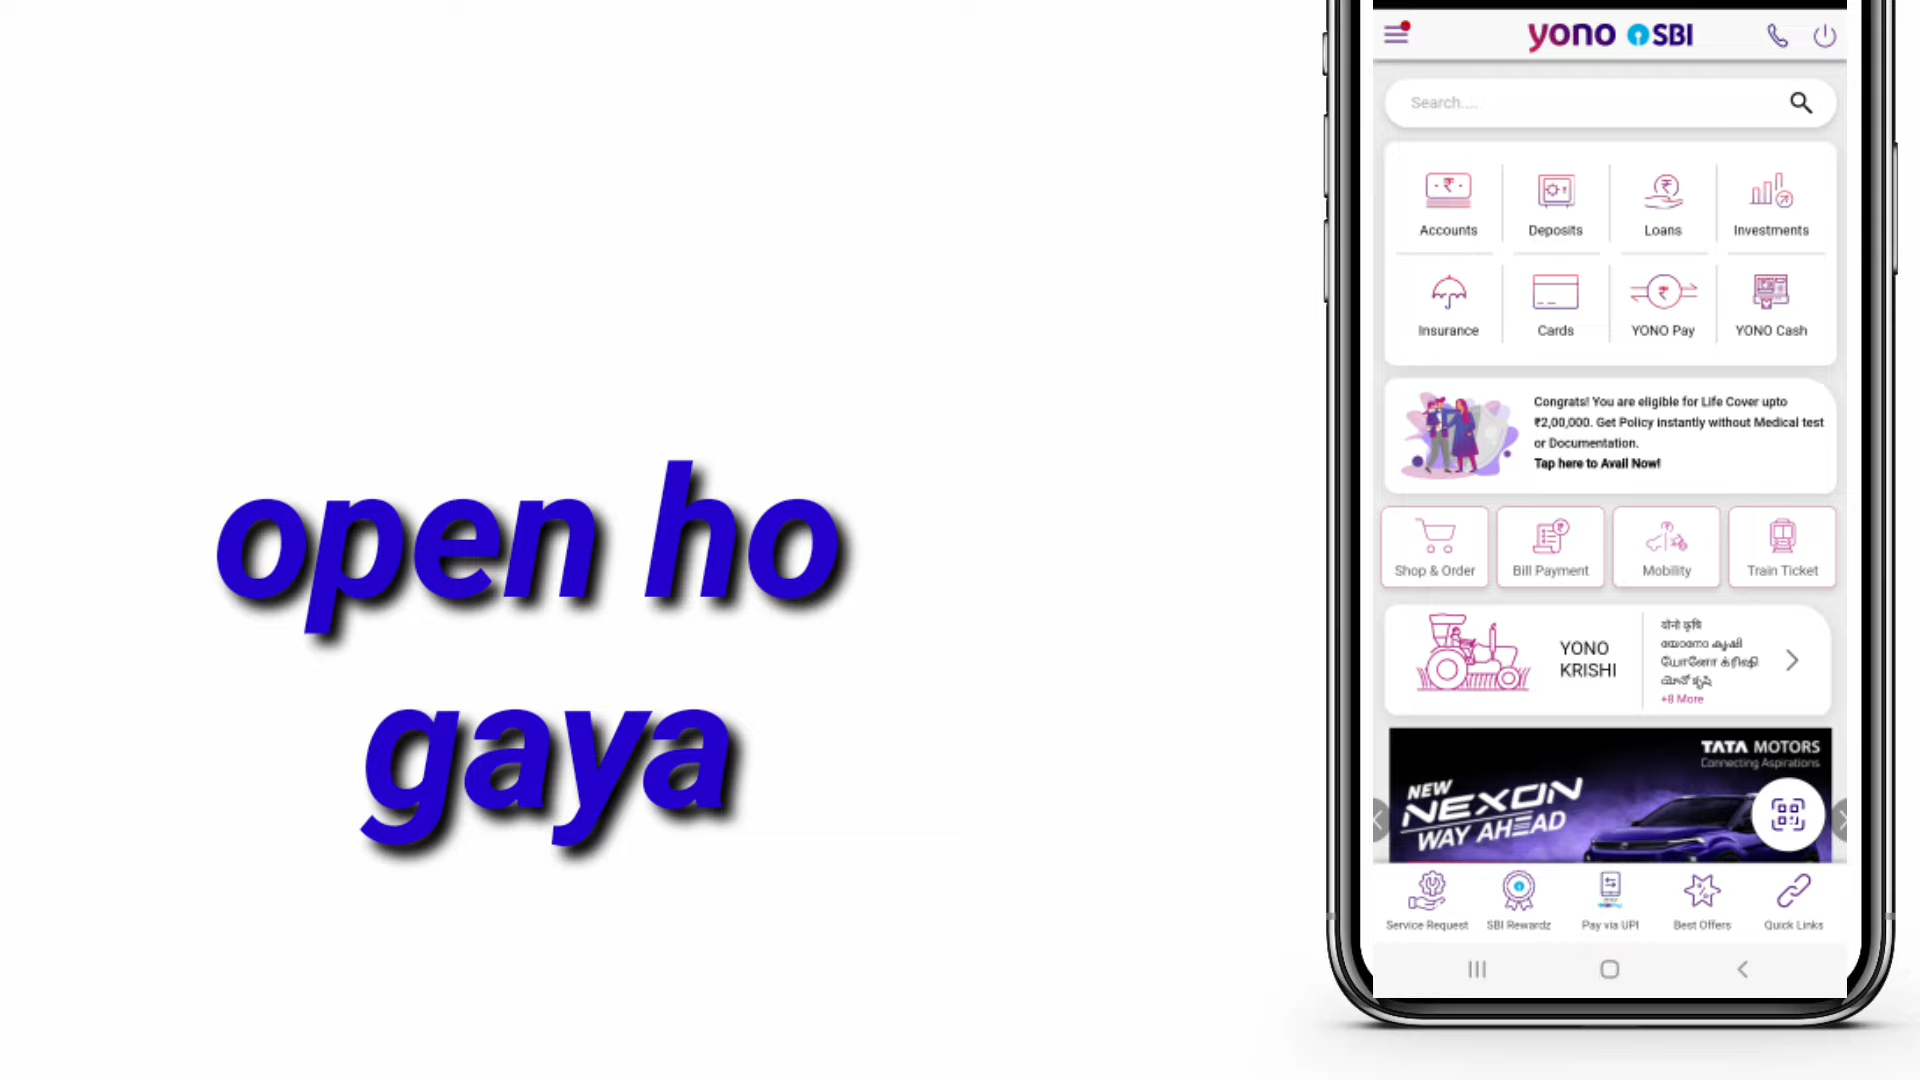 open ho
gaya
yono SBI
Search....
Accounts
Deposits
Loans
Investments
Insurance
Cards
YONO Pay
YONO Cash
Congrats! You are eligible for Life Cover upto
₹2,00,000. Get Policy instantly without Medical test
or Documentation.
Tap here to Avail Now!
Shop & Order
Bill Payment
Mobility
Train Ticket
YONO
KRISHI
योनो कृषि
യോനോ കൃഷി
யோனோ க்ரிஷி
యోనో కృషి
+8 More
TATA MOTORS
Connecting Aspirations
NEW
NEXON
WAY AHEAD
Service Request
SBI Rewardz
Pay via UPI
Best Offers
Quick Links